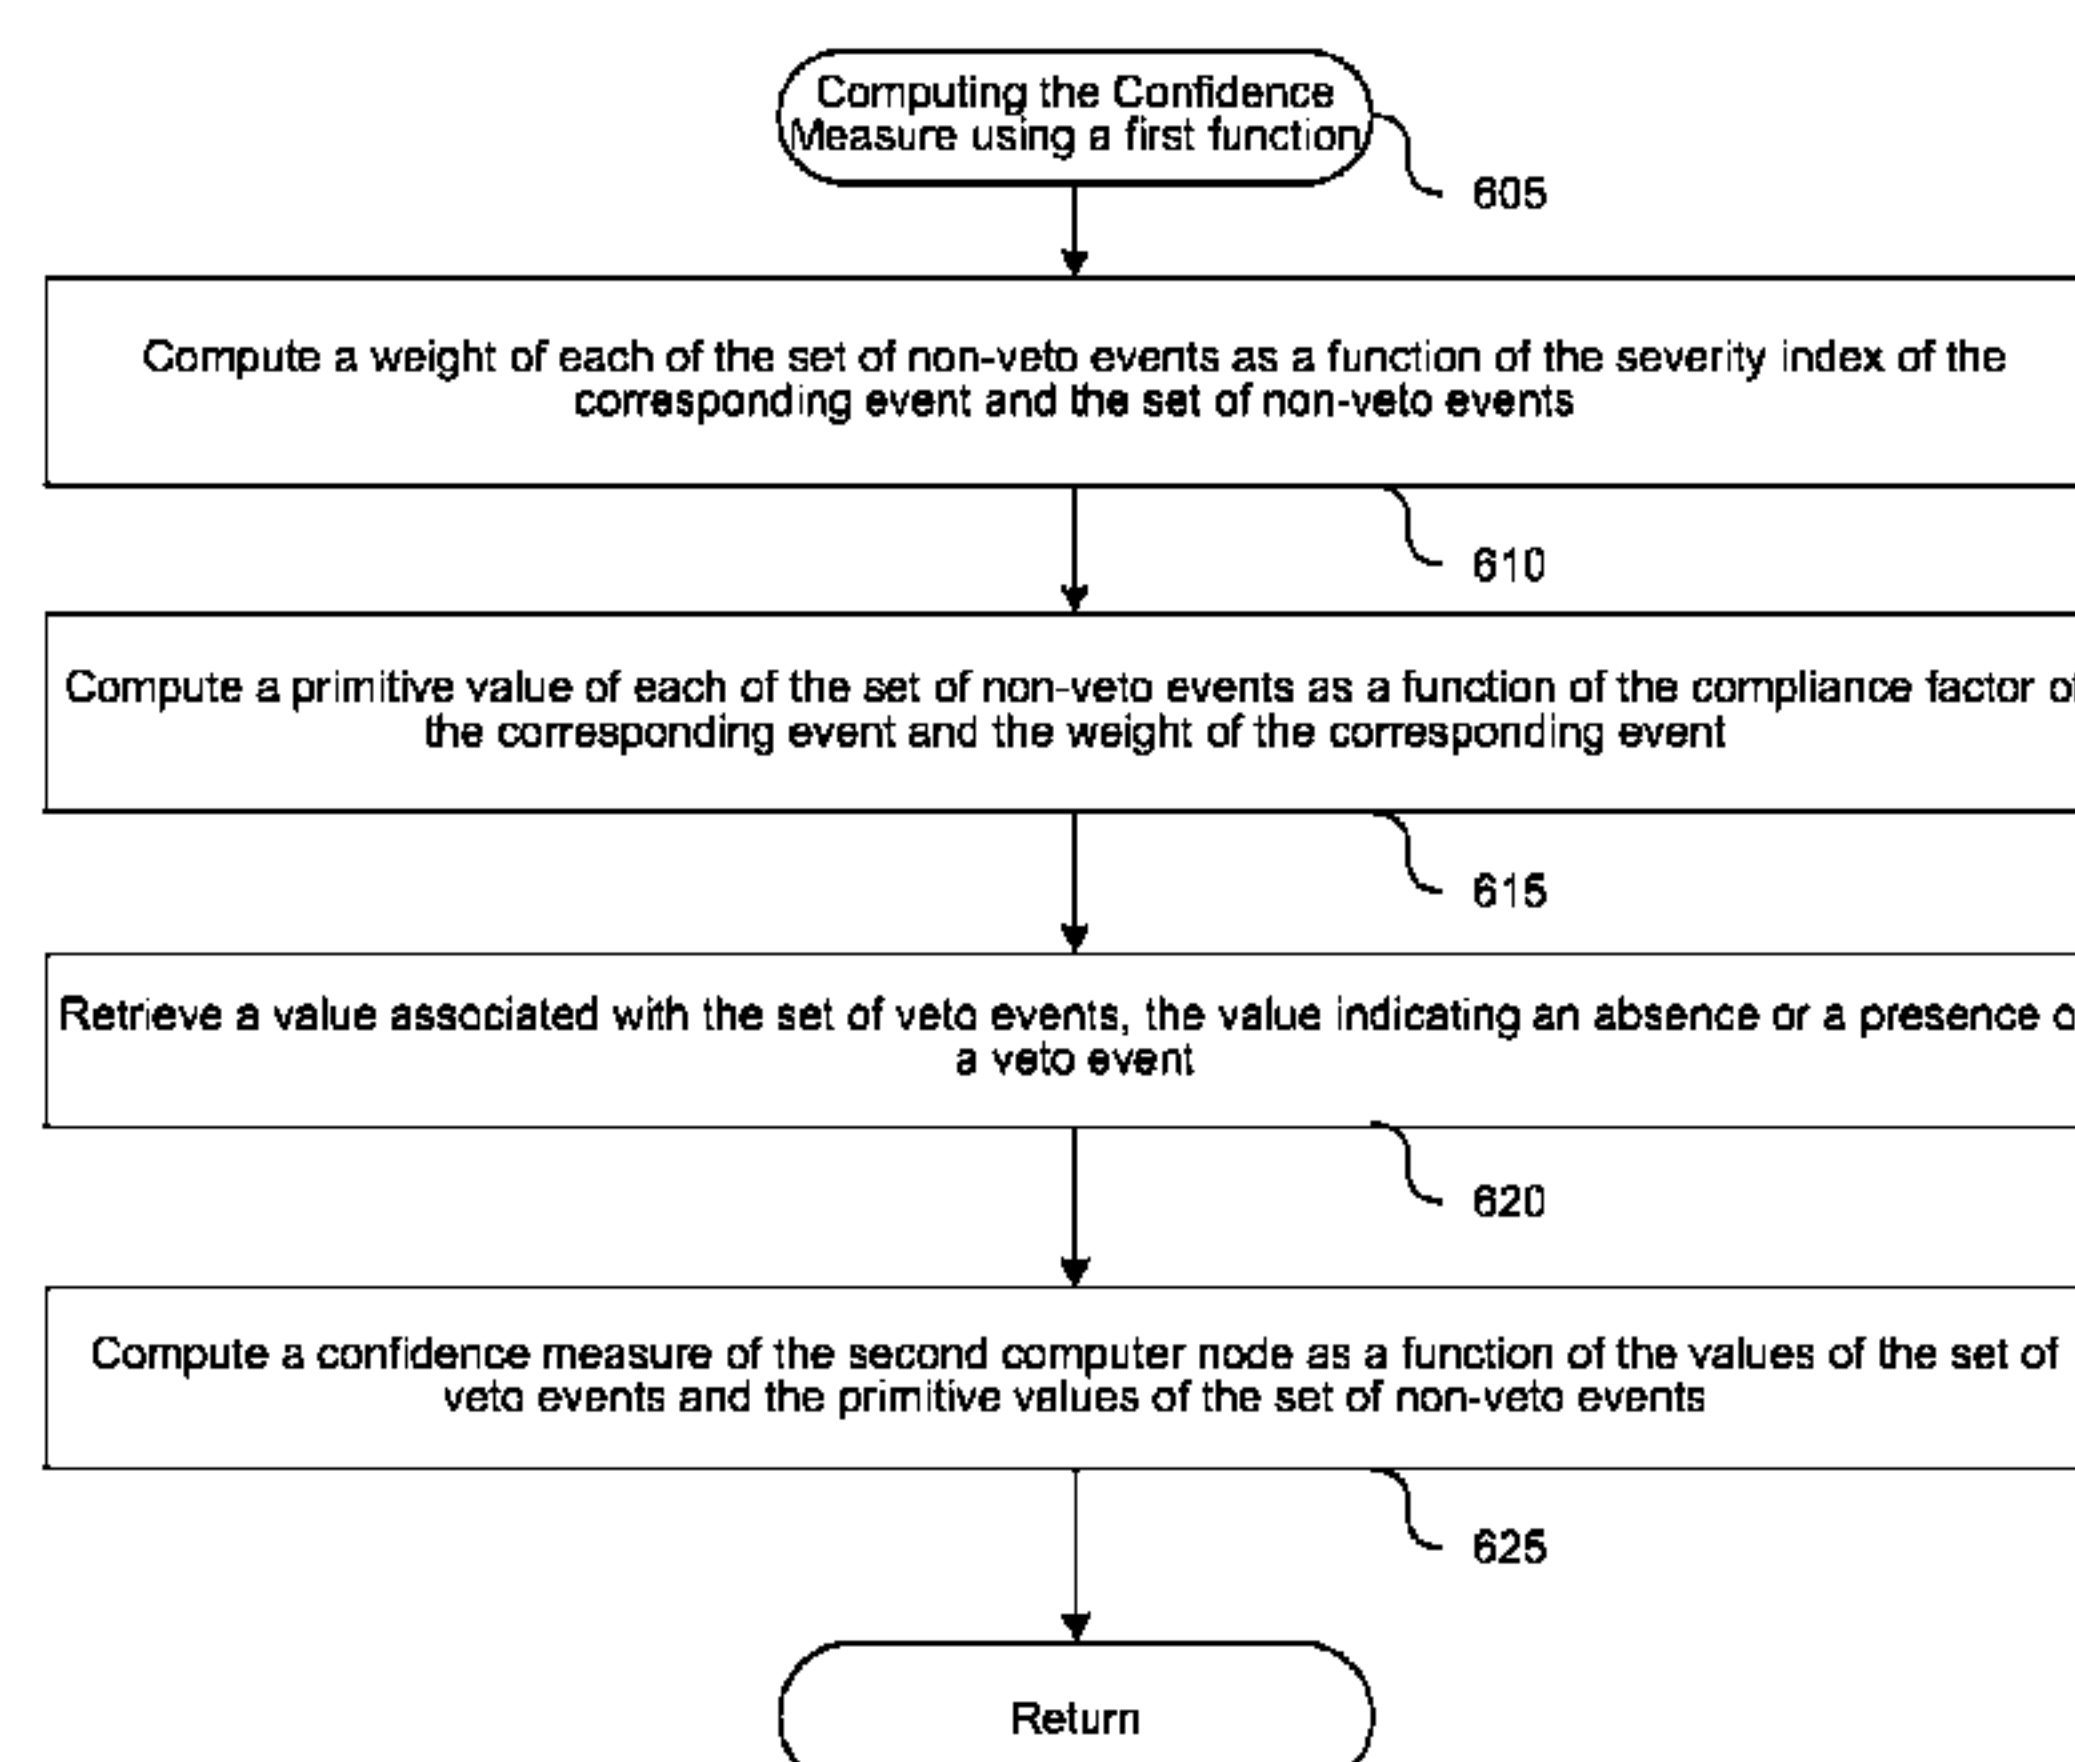 Computing the Confidence
Measure using a first function
605
Compute a weight of each of the set of non-veto events as a function of the severity index of the
corresponding event and the set of non-veto events
610
Compute a primitive value of each of the set of non-veto events as a function of the compliance factor of
the corresponding event and the weight of the corresponding event
615
Retrieve a value associated with the set of veto events, the value indicating an absence or a presence
a veto event
620
Compute a confidence measure of the second computer node as a function of the values of the set of
veto events and the primitive values of the set of non-veto events
625
Return